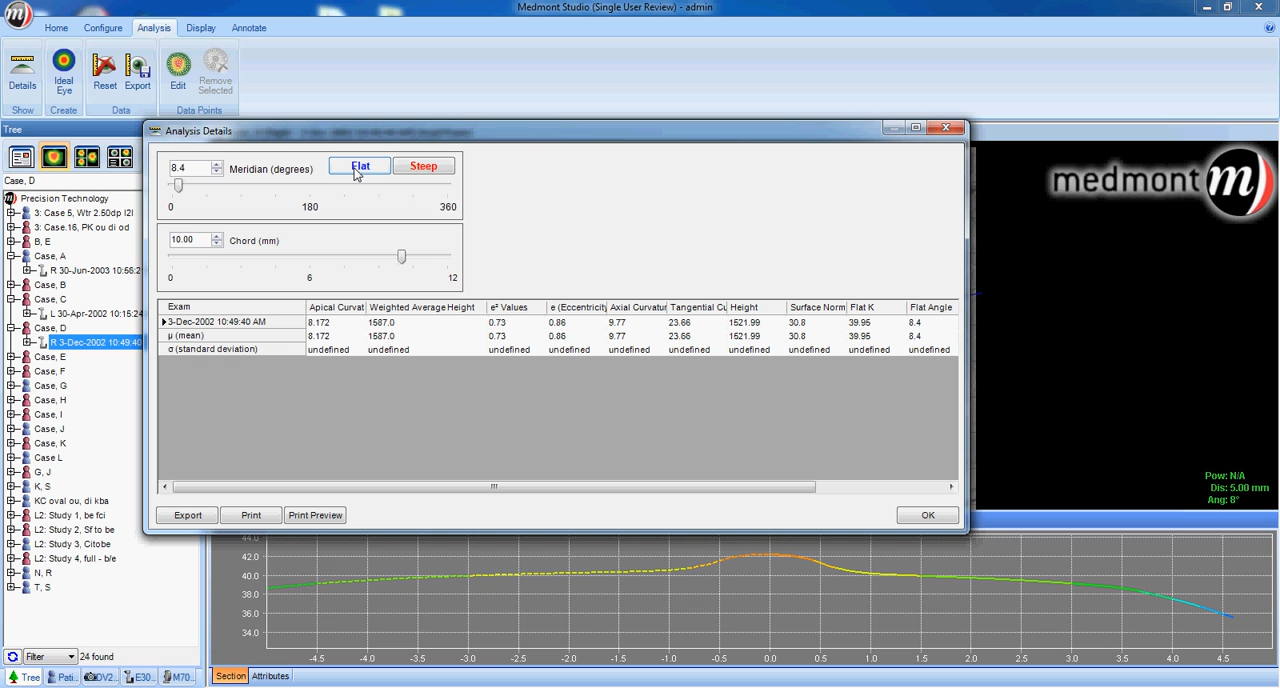 Medmont Studio (Single User Review) - admin
Home Configure Analysis Display Annotate
Details Ideal Eye Reset Export Edit Remove Selected
Show Create Data Data Points
Tree
Case, D
Precision Technology
3: Case 5, Wtr 2.50dp l2l
3: Case.16, PK ou di od
B, E
Case, A
R 30-Jun-2003 10:56:2
Case, B
Case, C
L 30-Apr-2002 10:15:24
Case, D
R 3-Dec-2002 10:49:40
Case, E
Case, F
Case, G
Case, H
Case, I
Case, J
Case, K
Case L
G, J
K, S
KC oval ou, di kba
L2: Study 1, be fci
L2: Study 2, Sf to be
L2: Study 3, Citobe
L2: Study 4, full - b/e
N, R
T, S
Filter 24 found
Tree Pati... DV2... E30... M70...
Analysis Details
8.4 Meridian (degrees) Flat Steep
0 180 360
10.00 Chord (mm)
0 6 12
Exam Apical Curvat Weighted Average Height e² Values e (Eccentricity Axial Curvatur Tangential Cu Height Surface Norm Flat K Flat Angle
3-Dec-2002 10:49:40 AM 8.172 1587.0 0.73 0.86 9.77 23.66 1521.99 30.8 39.95 8.4
µ (mean) 8.172 1587.0 0.73 0.86 9.77 23.66 1521.99 30.8 39.95 8.4
σ (standard deviation) undefined undefined undefined undefined undefined undefined undefined undefined undefined undefined
Export Print Print Preview OK
medmont
Pow: N/A
Dis: 5.00 mm
Ang: 8°
44.0
42.0
40.0
38.0
36.0
34.0
-4.5 -4.0 -3.5 -3.0 -2.5 -2.0 -1.5 -1.0 -0.5 0.0 0.5 1.0 1.5 2.0 2.5 3.0 3.5 4.0 4.5
Section Attributes